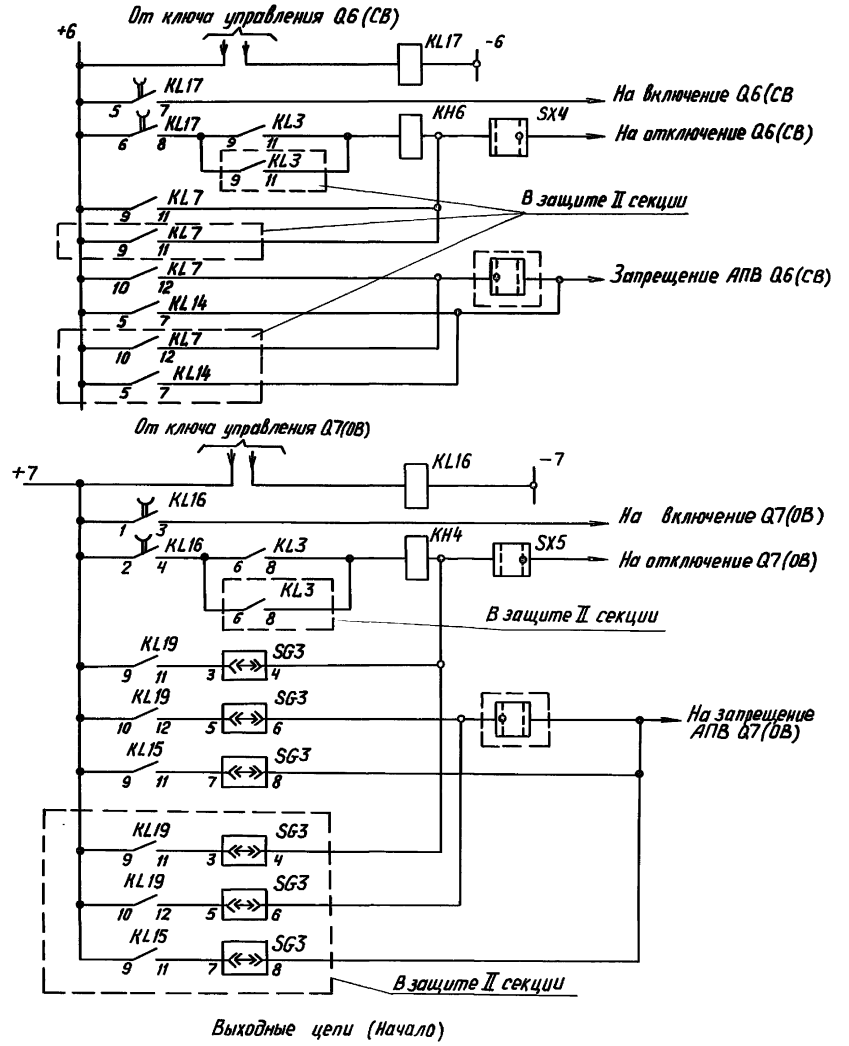 От ключа управления Q6 (СВ)
+6
KL17
-6
KL17
5 7
На включение Q6 (СВ
KL17
6 8
KL3
9 11
KH6
SX4
На отключение Q6 (СВ)
KL3
9 11
В защите II секции
KL7
9 11
KL7
9 11
KL7
10 12
Запрещение АПВ Q6 (СВ)
KL14
5 7
KL7
10 12
KL14
5 7
От ключа управления Q7(ОВ)
+7
KL16
-7
KL16
1 3
На включение Q7(ОВ)
KL16
2 4
KL3
6 8
KH4
SX5
На отключение Q7(ОВ)
KL3
6 8
В защите II секции
KL19
9 11
SG3
3 4
KL19
10 12
SG3
5 6
На запрещение
АПВ Q7(ОВ)
KL15
9 11
SG3
7 8
KL19
9 11
SG3
3 4
KL19
10 12
SG3
5 6
KL15
9 11
SG3
7 8
В защите II секции
Выходные цепи (Начало)